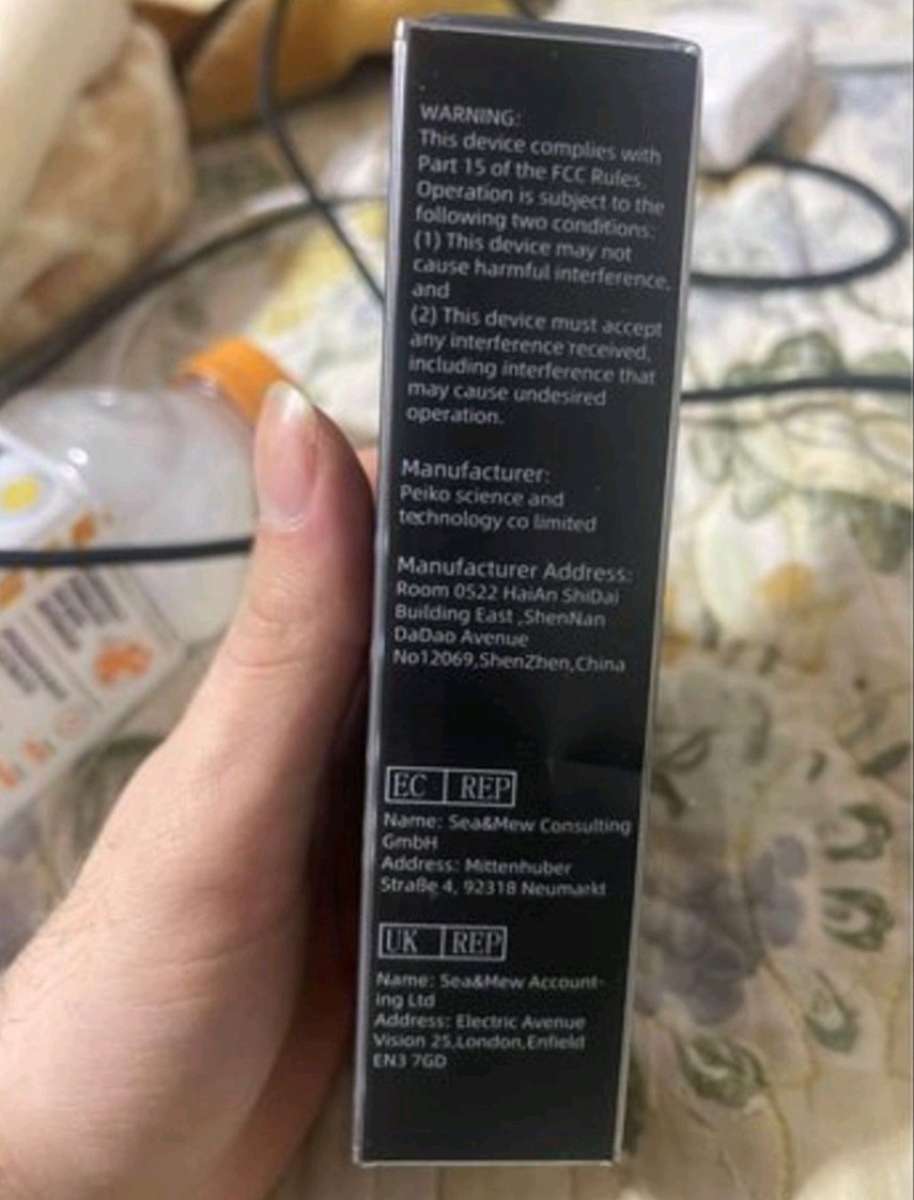 WARNING:
This device complies with
Part 15 of the FCC Rules.
Operation is subject to the
following two conditions:
(1) This device may not
cause harmful interference,
and
(2) This device must accept
any interference received,
including interference that
may cause undesired
operation.
Manufacturer:
Peiko science and
technology co limited
Manufacturer Address:
Room 0522 HaiAn ShiDai
Building East ,ShenNan
DaDao Avenue
No12069,ShenZhen,China
EC REP
Name: Sea&Mew Consulting
GmbH
Address: Mittenhuber
Straße 4, 92318 Neumarkt
UK REP
Name: Sea&Mew Account-
ing Ltd
Address: Electric Avenue
Vision 25,London,Enfield
EN3 7GD